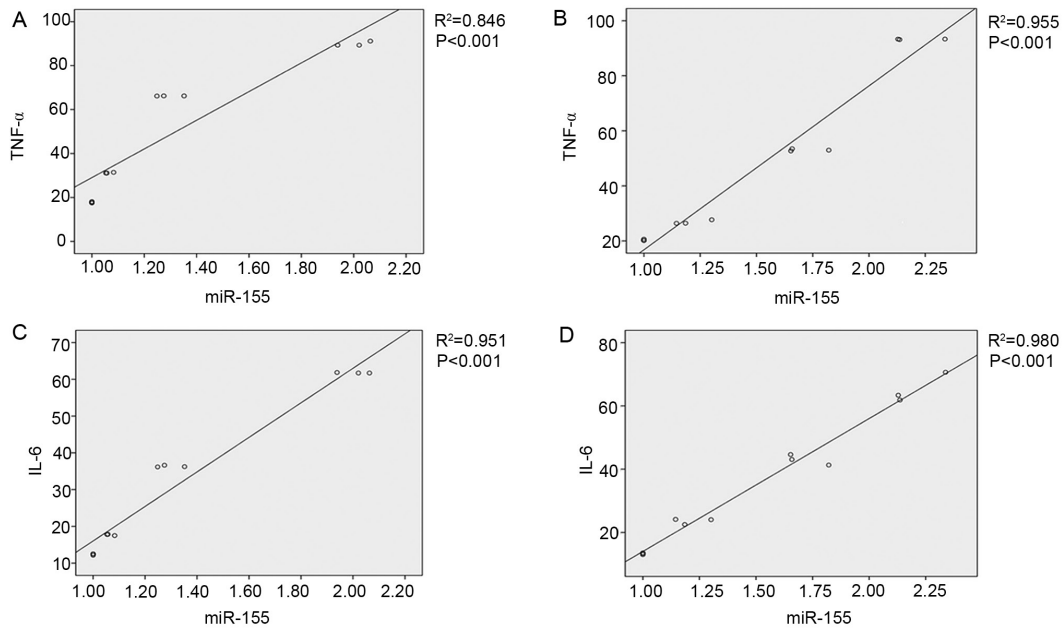 A
R²=0.846
P<0.001
100
80
60
40
20
0
TNF-α
1.00 1.20 1.40 1.60 1.80 2.00 2.20
miR-155
B
R²=0.955
P<0.001
100
80
60
40
20
TNF-α
1.00 1.25 1.50 1.75 2.00 2.25
miR-155
C
R²=0.951
P<0.001
70
60
50
40
30
20
10
IL-6
1.00 1.20 1.40 1.60 1.80 2.00 2.20
miR-155
D
R²=0.980
P<0.001
80
60
40
20
IL-6
1.00 1.25 1.50 1.75 2.00 2.25
miR-155